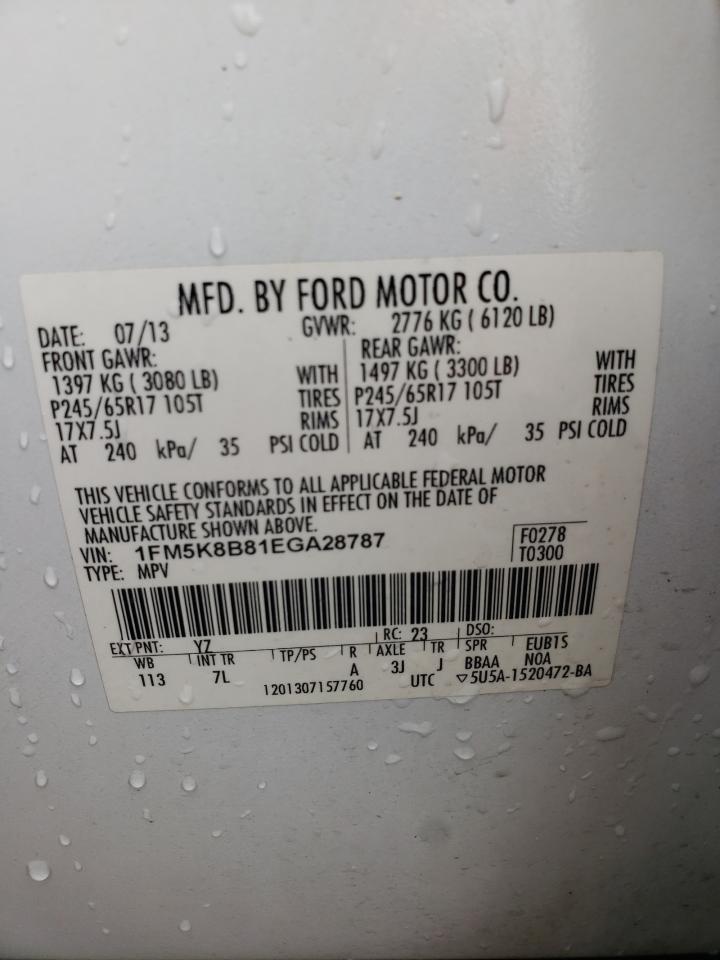 MFD. BY FORD MOTOR CO.
DATE: 07/13 GVWR: 2776 KG ( 6120 LB)
FRONT GAWR: REAR GAWR:
1397 KG ( 3080 LB) WITH 1497 KG ( 3300 LB) WITH
P245/65R17 105T TIRES P245/65R17 105T TIRES
17X7.5J RIMS 17X7.5J RIMS
AT 240 kPa/ 35 PSI COLD AT 240 kPa/ 35 PSI COLD
THIS VEHICLE CONFORMS TO ALL APPLICABLE FEDERAL MOTOR
VEHICLE SAFETY STANDARDS IN EFFECT ON THE DATE OF
MANUFACTURE SHOWN ABOVE.
VIN: 1FM5K8B81EGA28787 F0278
TYPE: MPV T0300
EXT PNT: YZ RC: 23 DSO:
WB INT TR TP/PS R AXLE TR SPR EUB1S
113 7L A 3J J BBAA N0A
1201307157760 UTC ▽5U5A-1520472-BA